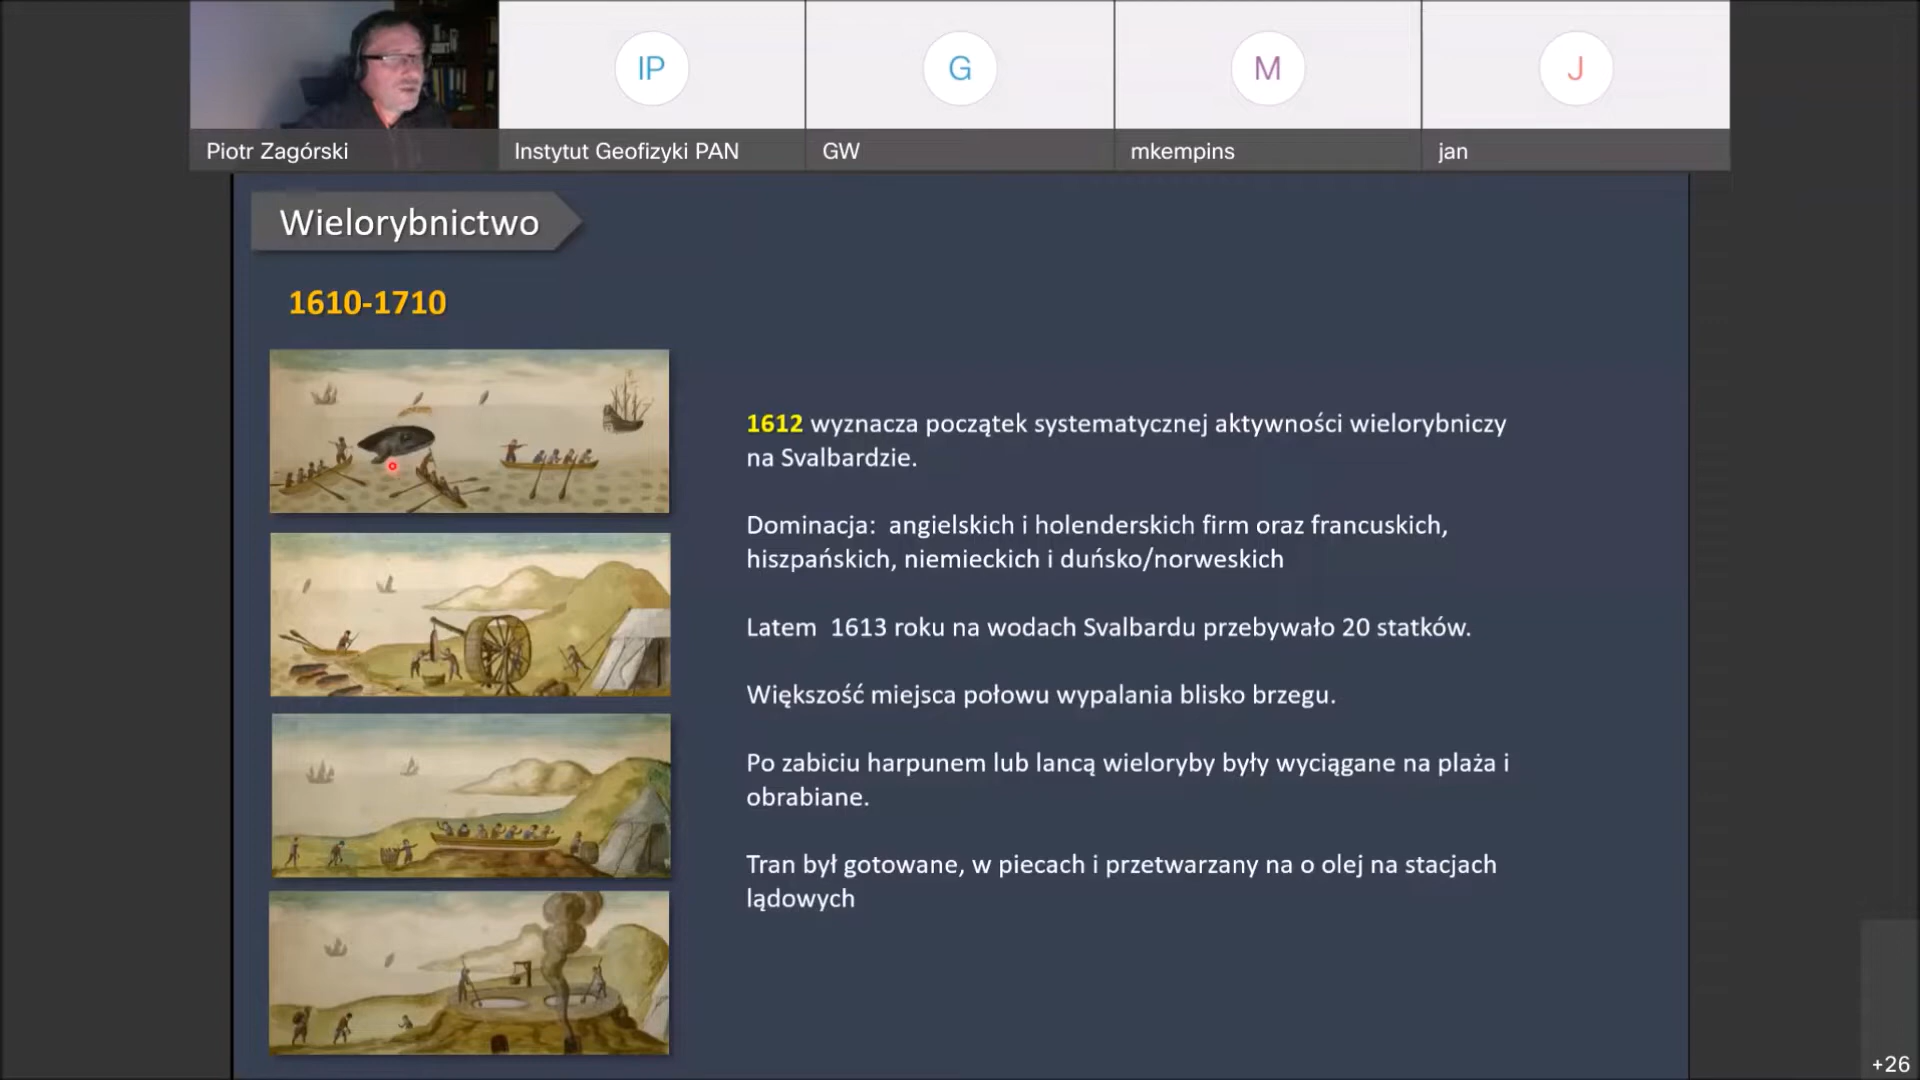 IP
G
M
J
Piotr Zagórski
Instytut Geofizyki PAN
GW
mkempins
jan
Wielorybnictwo
1610-1710
1612 wyznacza początek systematycznej aktywności wielorybniczy
na Svalbardzie.
Dominacja: angielskich i holenderskich firm oraz francuskich,
hiszpańskich, niemieckich i duńsko/norweskich
Latem 1613 roku na wodach Svalbardu przebywało 20 statków.
Większość miejsca połowu wypalania blisko brzegu.
Po zabiciu harpunem lub lancą wieloryby były wyciągane na plaża i
obrabiane.
Tran był gotowane, w piecach i przetwarzany na o olej na stacjach
lądowych
+26